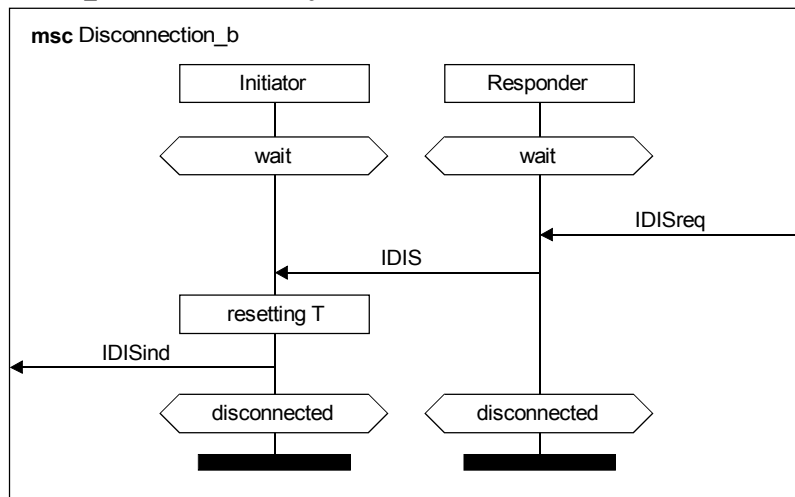 msc Disconnection_b
Initiator Responder
wait wait
IDISreq
IDIS
resetting T
IDISind
disconnected disconnected